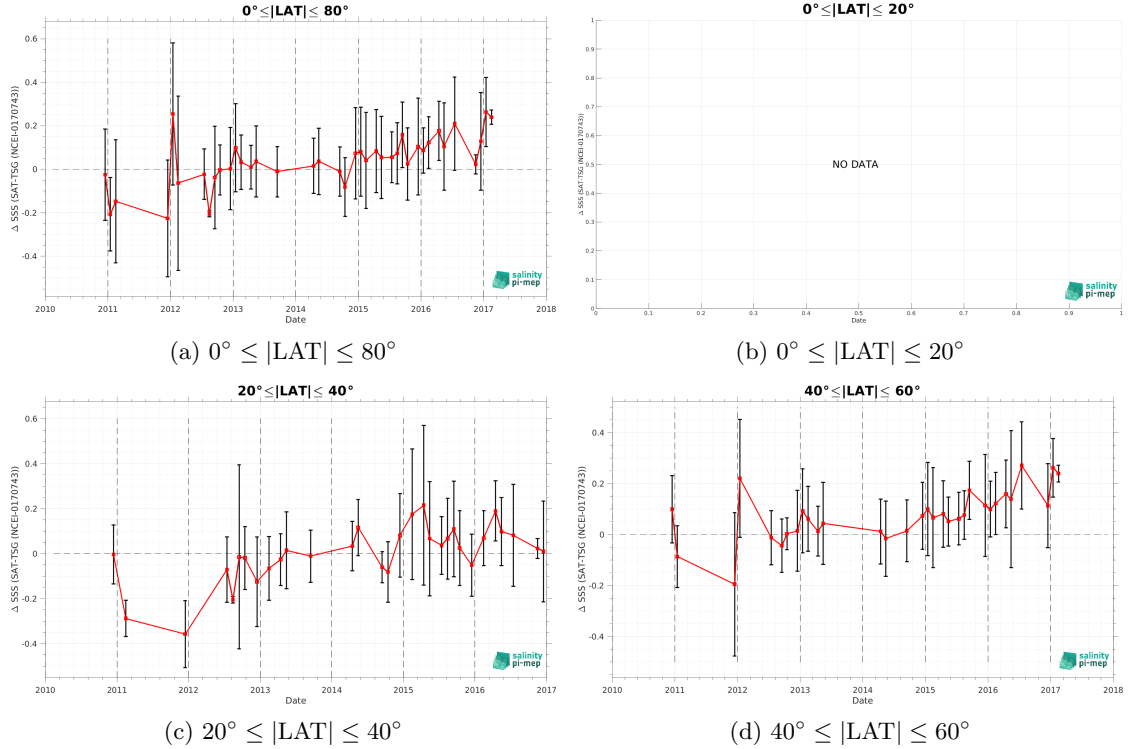 0°≤|LAT|≤ 80°
Δ SSS (SAT-TSG (NCEI-0170743))
0.6
0.4
0.2
0
-0.2
-0.4
2010 2011 2012 2013 2014 2015 2016 2017 2018
Date
salinity
pi-mep
(a) 0° ≤ |LAT| ≤ 80°
0°≤|LAT|≤ 20°
Δ SSS (SAT-TSG (NCEI-0170743))
1
0.9
0.8
0.7
0.6
0.5
0.4
0.3
0.2
0.1
0
NO DATA
0 0.1 0.2 0.3 0.4 0.5 0.6 0.7 0.8 0.9 1
Date
salinity
pi-mep
(b) 0° ≤ |LAT| ≤ 20°
20°≤|LAT|≤ 40°
Δ SSS (SAT-TSG (NCEI-0170743))
0.6
0.4
0.2
0
-0.2
-0.4
2010 2011 2012 2013 2014 2015 2016 2017
Date
salinity
pi-mep
(c) 20° ≤ |LAT| ≤ 40°
40°≤|LAT|≤ 60°
Δ SSS (SAT-TSG (NCEI-0170743))
0.4
0.2
0
-0.2
-0.4
2010 2011 2012 2013 2014 2015 2016 2017 2018
Date
salinity
pi-mep
(d) 40° ≤ |LAT| ≤ 60°